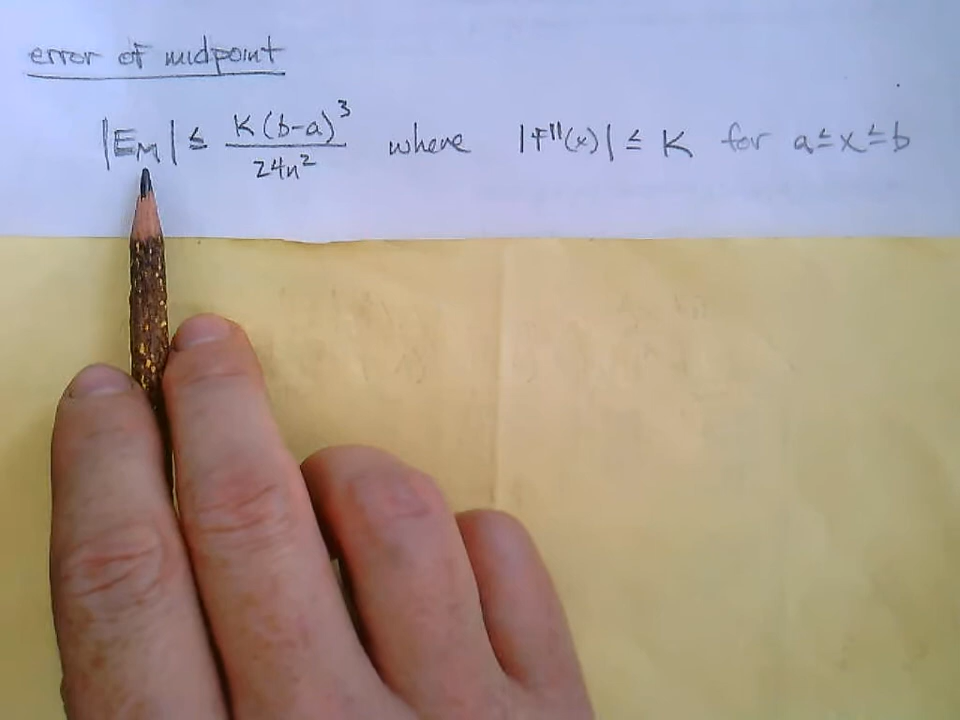 error of midpoint
|E_M| ≤ K(b-a)^3 / 24n^2 where |f''(x)| ≤ K for a≤x≤b